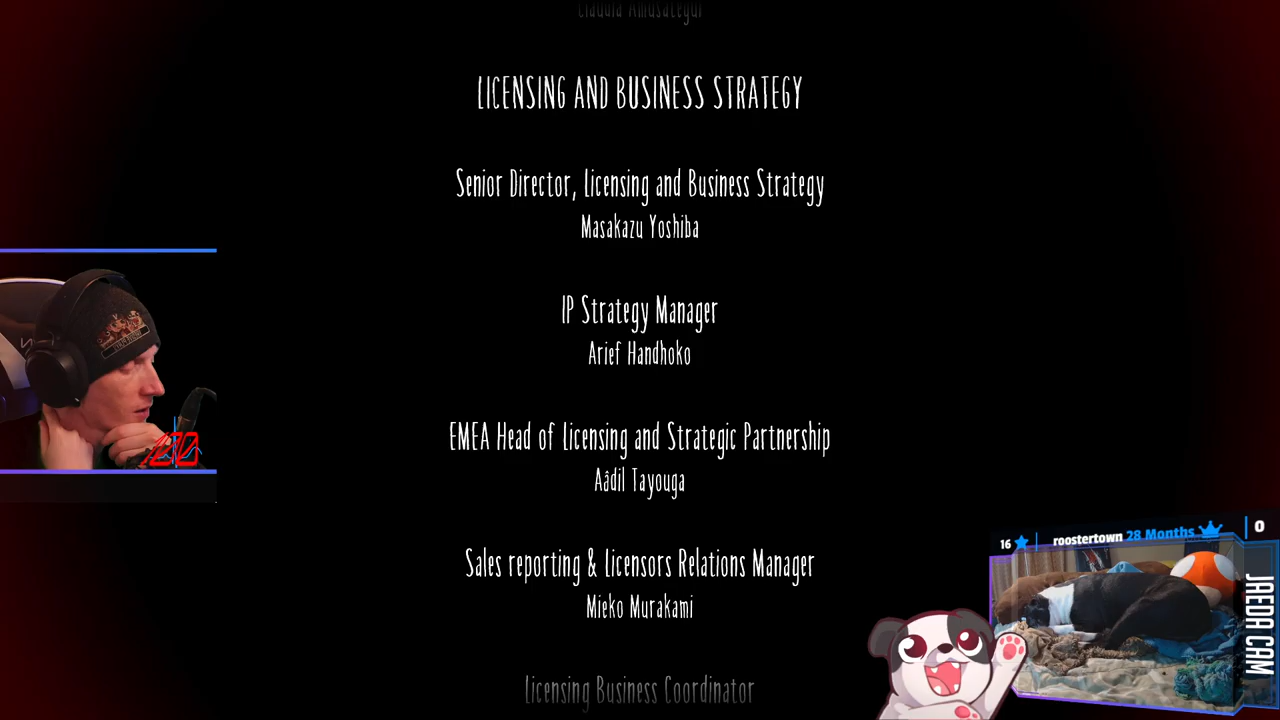 Claudia Amusategui
LICENSING AND BUSINESS STRATEGY
Senior Director, Licensing and Business Strategy
Masakazu Yoshiba
IP Strategy Manager
Arief Handhoko
EMEA Head of Licensing and Strategic Partnership
Aâdil Tayouga
Sales reporting & Licensors Relations Manager
Mieko Murakami
Licensing Business Coordinator
16
roostertown 28 Months
0
JAEDA CAM